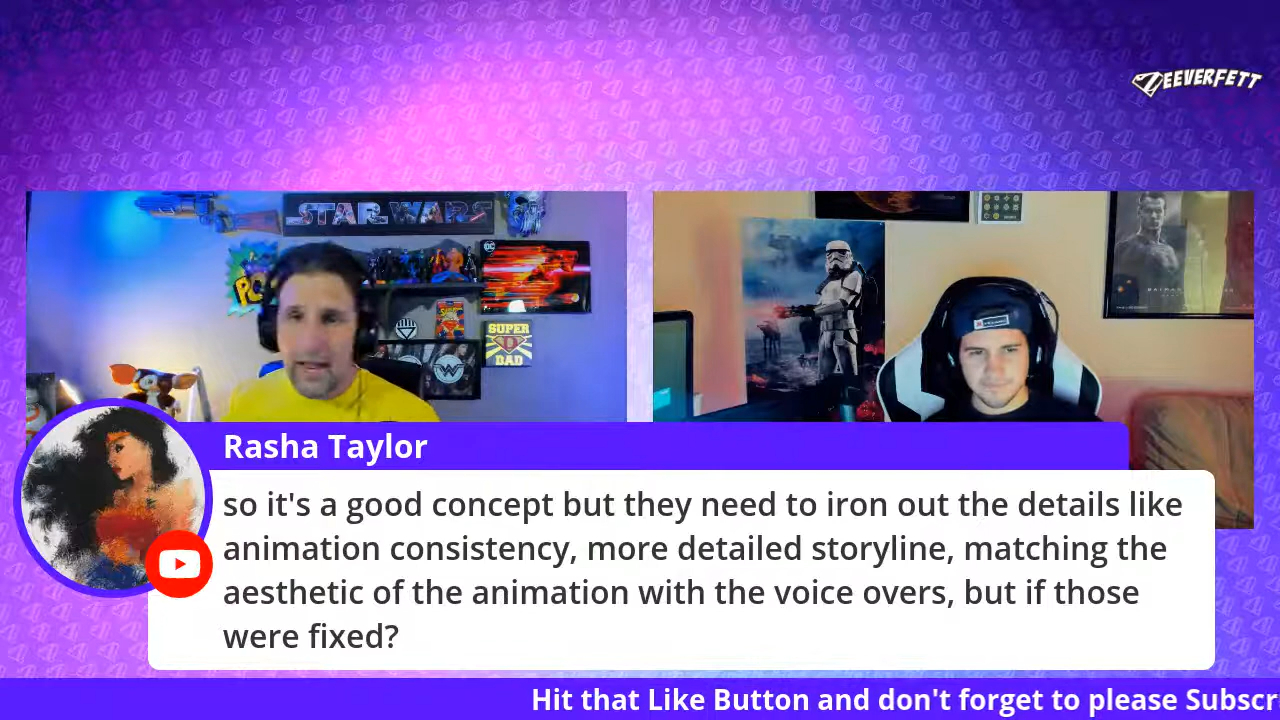 ZEEVERFETT
STAR WARS
DC
SUPER
DAD
Rasha Taylor
so it's a good concept but they need to iron out the details like
animation consistency, more detailed storyline, matching the
aesthetic of the animation with the voice overs, but if those
were fixed?
Hit that Like Button and don't forget to please Subscr